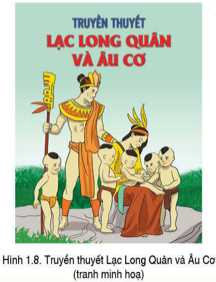 TRUYỀN THUYẾT
LẠC LONG QUÂN
VÀ ÂU CƠ
Hình 1.8. Truyền thuyết Lạc Long Quân và Âu Cơ
(tranh minh hoạ)